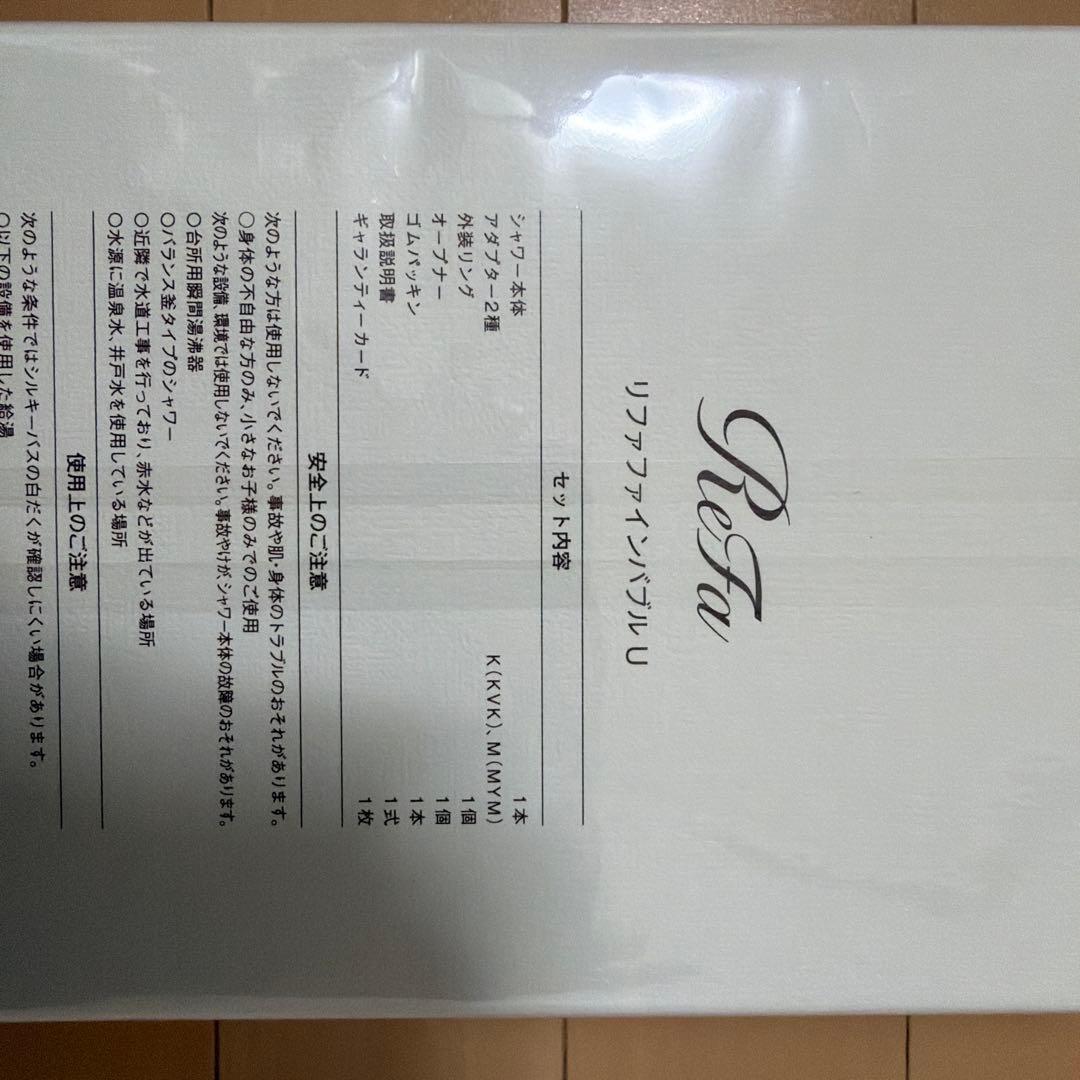 ReFa
リファファインバブル U
セット内容
シャワー本体 1本
アダプター2種 K(KVK)、M(MYM)
外装リング 1個
オープナー 1個
ゴムパッキン 1本
取扱説明書 1式
ギャランティーカード 1枚
安全上のご注意
次のような方は使用しないでください。事故や肌・身体のトラブルのおそれがあります。
○身体の不自由な方のみ、小さなお子様のみでのご使用
次のような設備、環境では使用しないでください。事故やけが、シャワー本体の故障のおそれがあります。
○台所用瞬間湯沸器
○バランス釜タイプのシャワー
○近隣で水道工事を行っており、赤水などが出ている場所
○水源に温泉水、井戸水を使用している場所
使用上のご注意
次のような条件ではシルキーバスの白だくが確認しにくい場合があります。
○以下の設備を使用した給湯